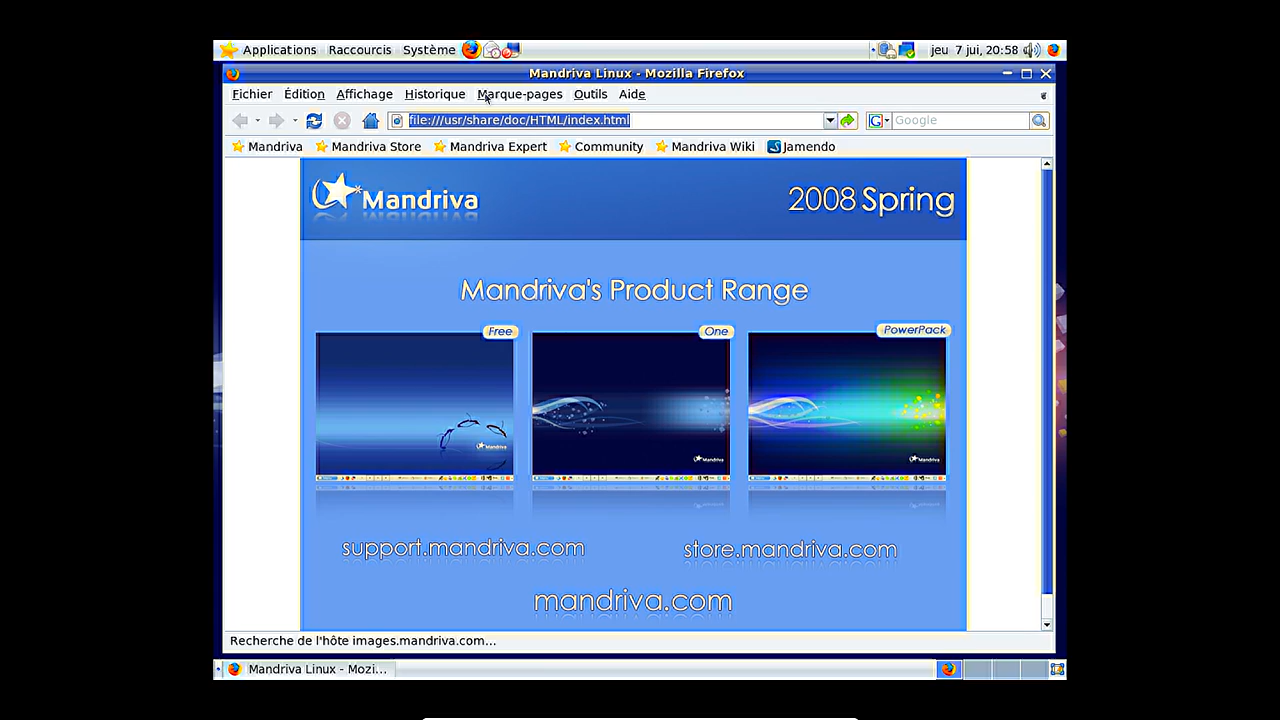 Applications Raccourcis Système jeu 7 jui, 20:58
Mandriva Linux - Mozilla Firefox
Fichier Édition Affichage Historique Marque-pages Outils Aide
file:///usr/share/doc/HTML/index.html Google
Mandriva Mandriva Store Mandriva Expert Community Mandriva Wiki Jamendo
Mandriva 2008 Spring
Mandriva's Product Range
Free One PowerPack
Mandriva Mandriva Mandriva
support.mandriva.com store.mandriva.com
mandriva.com
Recherche de l'hôte images.mandriva.com...
Mandriva Linux - Mozi...